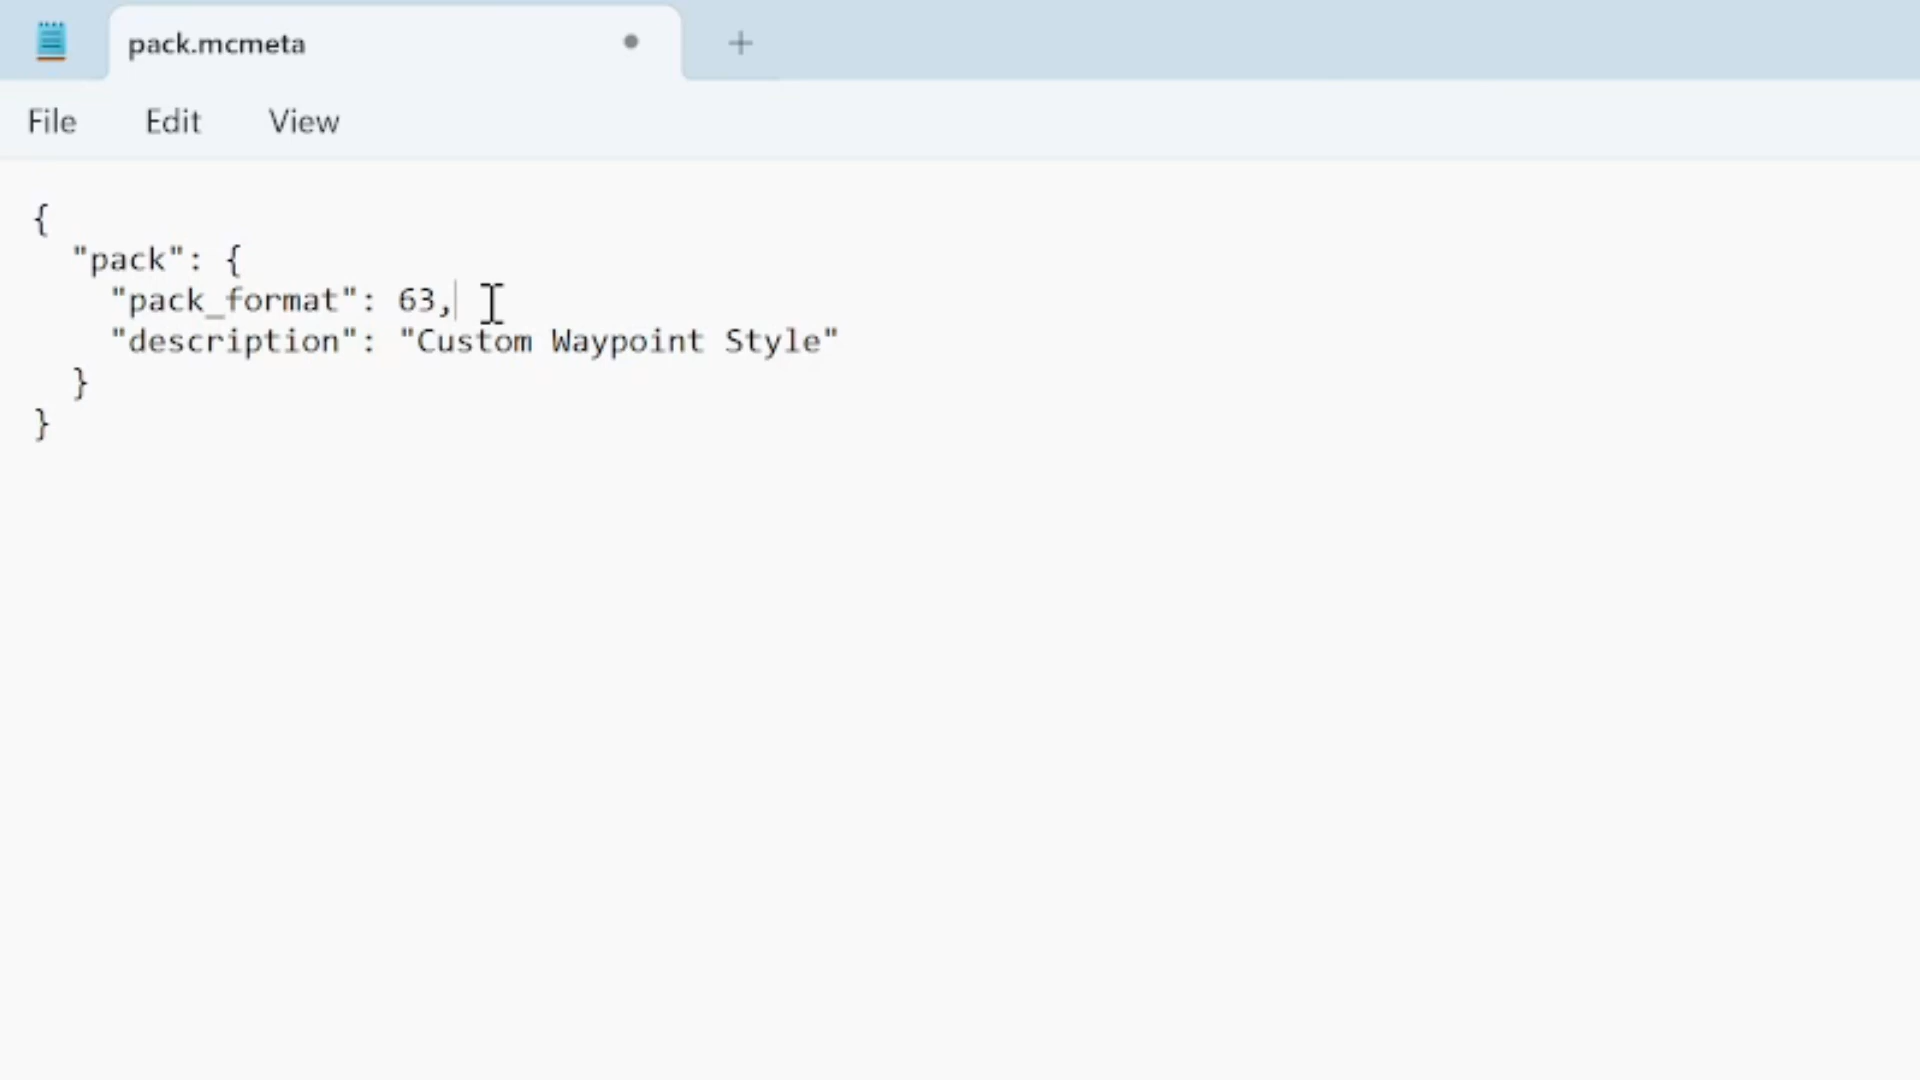 pack.mcmeta
File Edit View
{
  "pack": {
    "pack_format": 63,
    "description": "Custom Waypoint Style"
  }
}